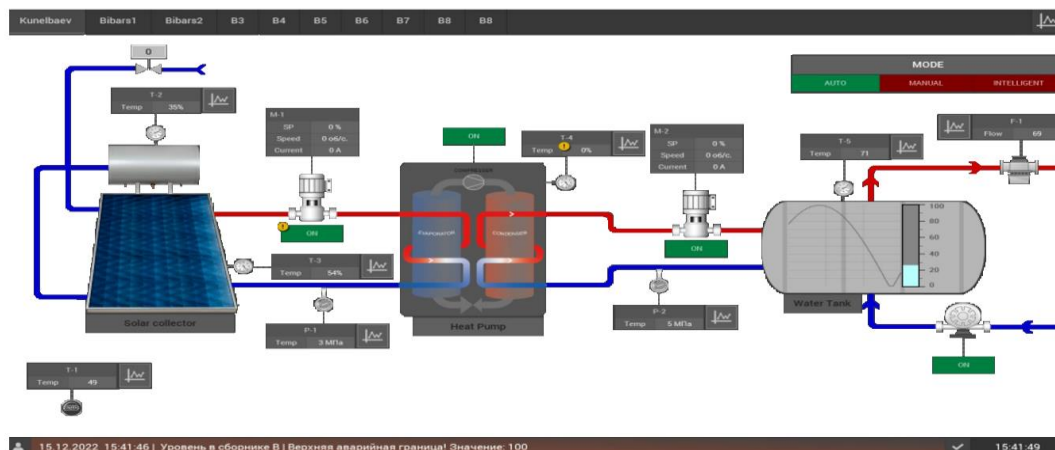 Kunelbaev Bibars1 Bibars2 B3 B4 B5 B6 B7 B8 B8
0
MODE
AUTO MANUAL INTELLIGENT
T-2
Temp 35%
M-1
SP 0 %
Speed 0 об/с.
Current 0 A
ON
T-4
Temp 0%
M-2
SP 0 %
Speed 0 об/с.
Current 0 A
T-5
Temp 71
F-1
Flow 69
COMPRESSOR
EVAPORATOR
CONDENSER
ON
ON
100
80
60
40
20
0
T-3
Temp 54%
Solar collector
P-1
Temp 3 МПа
Heat Pump
P-2
Temp 5 МПа
Water Tank
ON
T-1
Temp 49
15.12.2022 15:41:46 | Уровень в сборнике В | Верхняя аварийная граница! Значение: 100
15:41:49